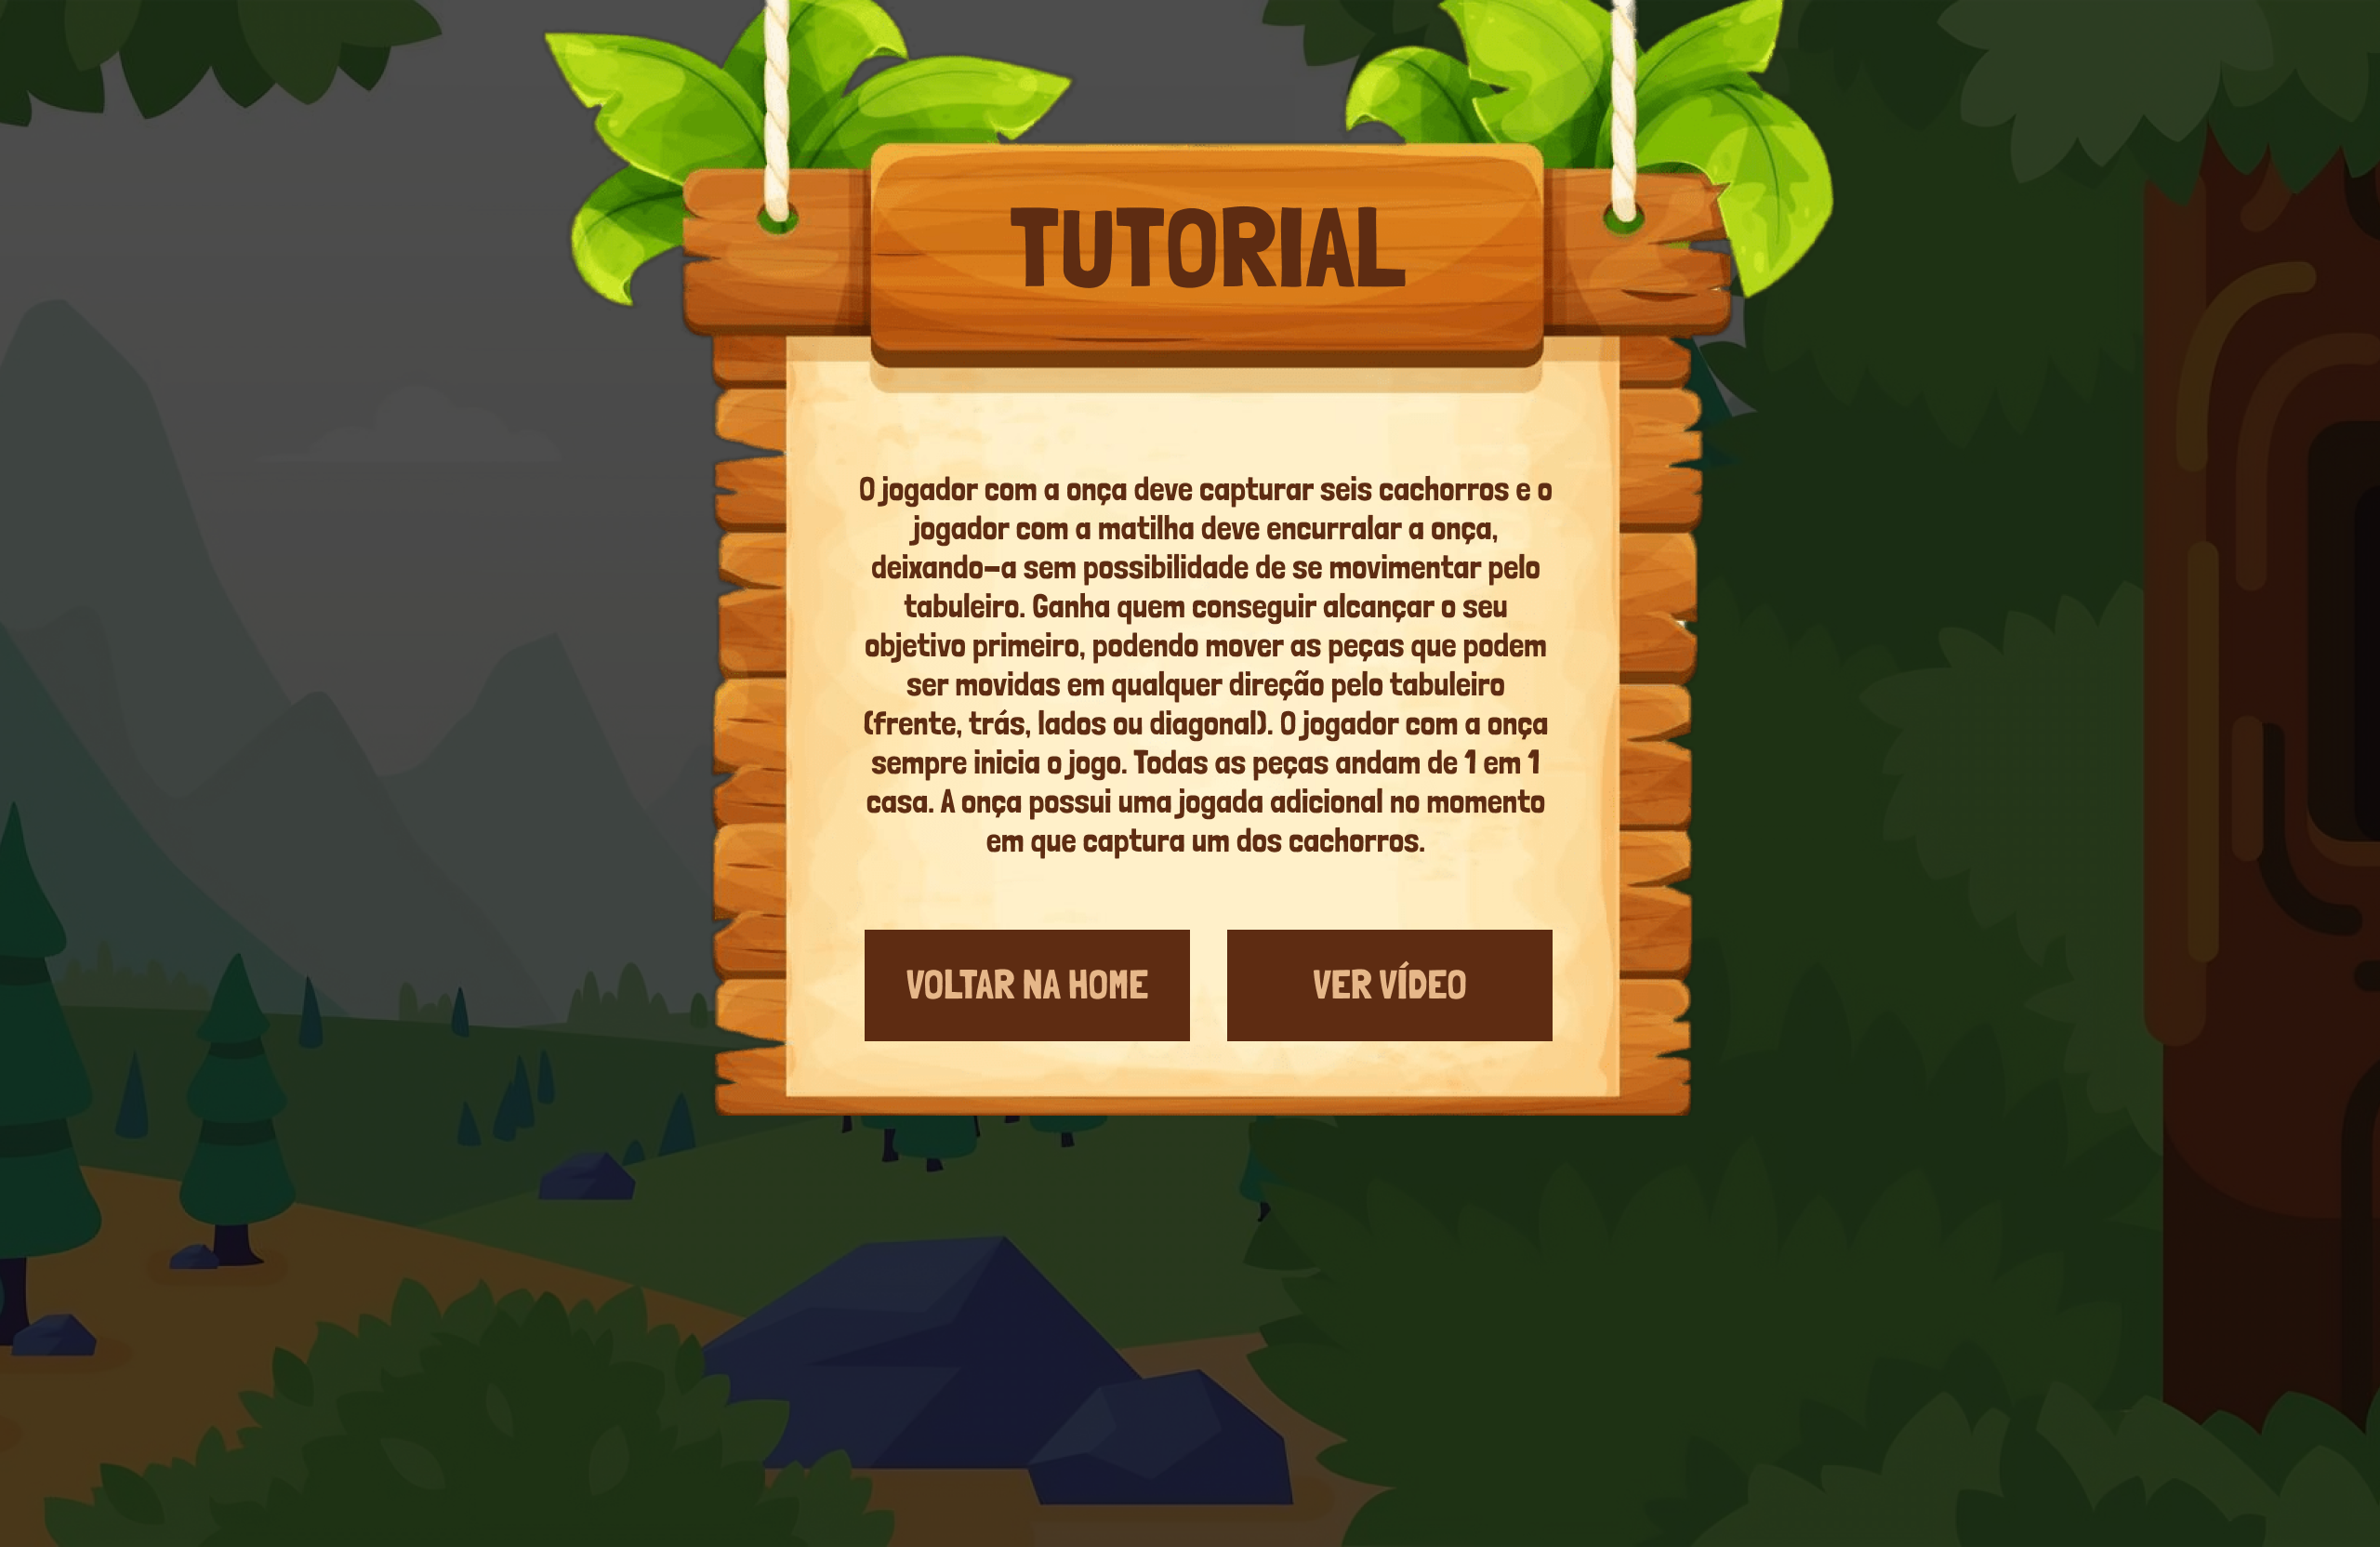 TUTORIAL
O jogador com a onça deve capturar seis cachorros e o
jogador com a matilha deve encurralar a onça,
deixando-a sem possibilidade de se movimentar pelo
tabuleiro. Ganha quem conseguir alcançar o seu
objetivo primeiro, podendo mover as peças que podem
ser movidas em qualquer direção pelo tabuleiro
(frente, trás, lados ou diagonal). O jogador com a onça
sempre inicia o jogo. Todas as peças andam de 1 em 1
casa. A onça possui uma jogada adicional no momento
em que captura um dos cachorros.
VOLTAR NA HOME
VER VÍDEO